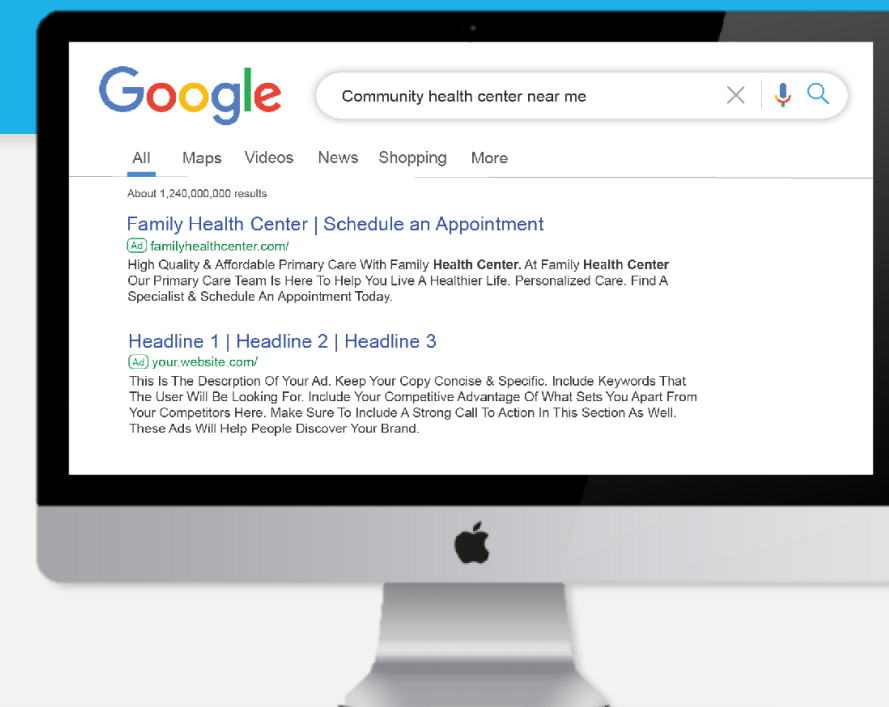 Google
Community health center near me
All Maps Videos News Shopping More
About 1,240,000,000 results
Family Health Center | Schedule an Appointment
Ad familyhealthcenter.com/
High Quality & Affordable Primary Care With Family Health Center. At Family Health Center
Our Primary Care Team Is Here To Help You Live A Healthier Life. Personalized Care. Find A
Specialist & Schedule An Appointment Today.
Headline 1 | Headline 2 | Headline 3
Ad your.website.com/
This Is The Descrption Of Your Ad. Keep Your Copy Concise & Specific. Include Keywords That
The User Will Be Looking For. Include Your Competitive Advantage Of What Sets You Apart From
Your Competitors Here. Make Sure To Include A Strong Call To Action In This Section As Well.
These Ads Will Help People Discover Your Brand.